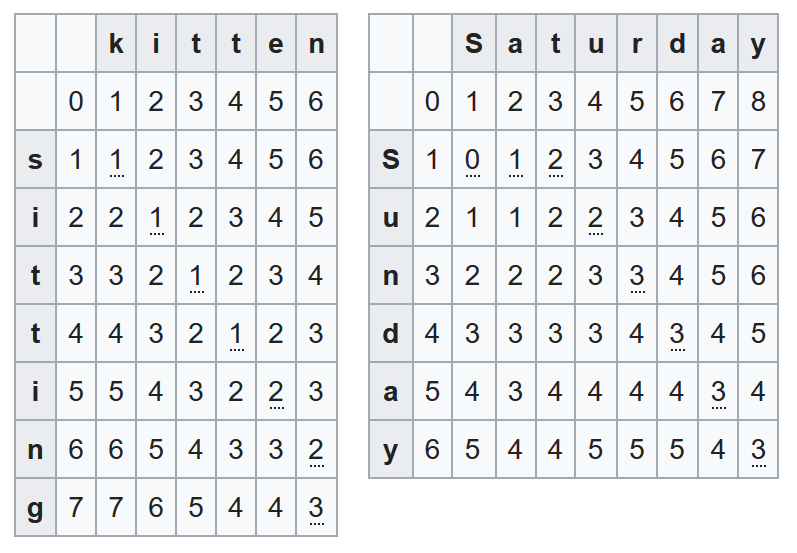 k i t t e n
0 1 2 3 4 5 6
s 1 1 2 3 4 5 6
i 2 2 1 2 3 4 5
t 3 3 2 1 2 3 4
t 4 4 3 2 1 2 3
i 5 5 4 3 2 2 3
n 6 6 5 4 3 3 2
g 7 7 6 5 4 4 3
S a t u r d a y
0 1 2 3 4 5 6 7 8
S 1 0 1 2 3 4 5 6 7
u 2 1 1 2 2 3 4 5 6
n 3 2 2 2 3 3 4 5 6
d 4 3 3 3 3 4 3 4 5
a 5 4 3 4 4 4 4 3 4
y 6 5 4 4 5 5 5 4 3